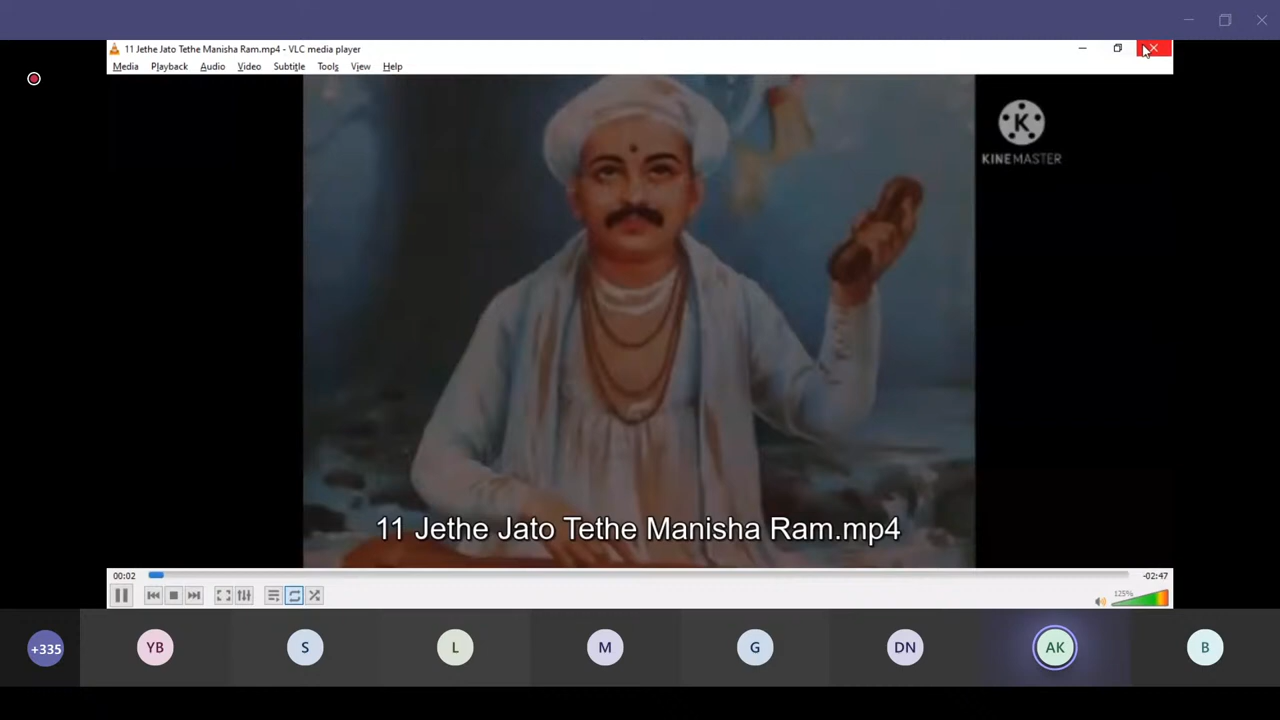 11 Jethe Jato Tethe Manisha Ram.mp4 - VLC media player
Media Playback Audio Video Subtitle Tools View Help
K
KINEMASTER
11 Jethe Jato Tethe Manisha Ram.mp4
00:02
-02:47
125%
+335
YB
S
L
M
G
DN
AK
B